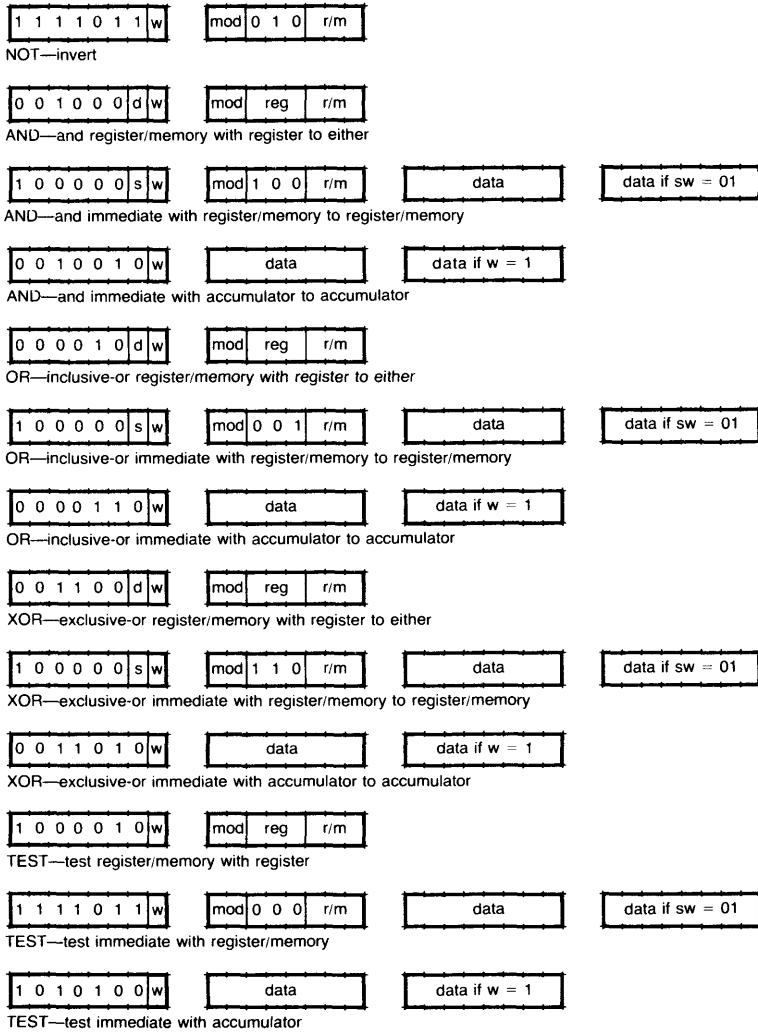 1 1 1 1 0 1 1 w mod 0 1 0 r/m
NOT—invert
0 0 1 0 0 0 d w mod reg r/m
AND—and register/memory with register to either
1 0 0 0 0 0 s w mod 1 0 0 r/m data data if sw = 01
AND—and immediate with register/memory to register/memory
0 0 1 0 0 1 0 w data data if w = 1
AND—and immediate with accumulator to accumulator
0 0 0 0 1 0 d w mod reg r/m
OR—inclusive-or register/memory with register to either
1 0 0 0 0 0 s w mod 0 0 1 r/m data data if sw = 01
OR—inclusive-or immediate with register/memory to register/memory
0 0 0 0 1 1 0 w data data if w = 1
OR—inclusive-or immediate with accumulator to accumulator
0 0 1 1 0 0 d w mod reg r/m
XOR—exclusive-or register/memory with register to either
1 0 0 0 0 0 s w mod 1 1 0 r/m data data if sw = 01
XOR—exclusive-or immediate with register/memory to register/memory
0 0 1 1 0 1 0 w data data if w = 1
XOR—exclusive-or immediate with accumulator to accumulator
1 0 0 0 0 1 0 w mod reg r/m
TEST—test register/memory with register
1 1 1 1 0 1 1 w mod 0 0 0 r/m data data if sw = 01
TEST—test immediate with register/memory
1 0 1 0 1 0 0 w data data if w = 1
TEST—test immediate with accumulator